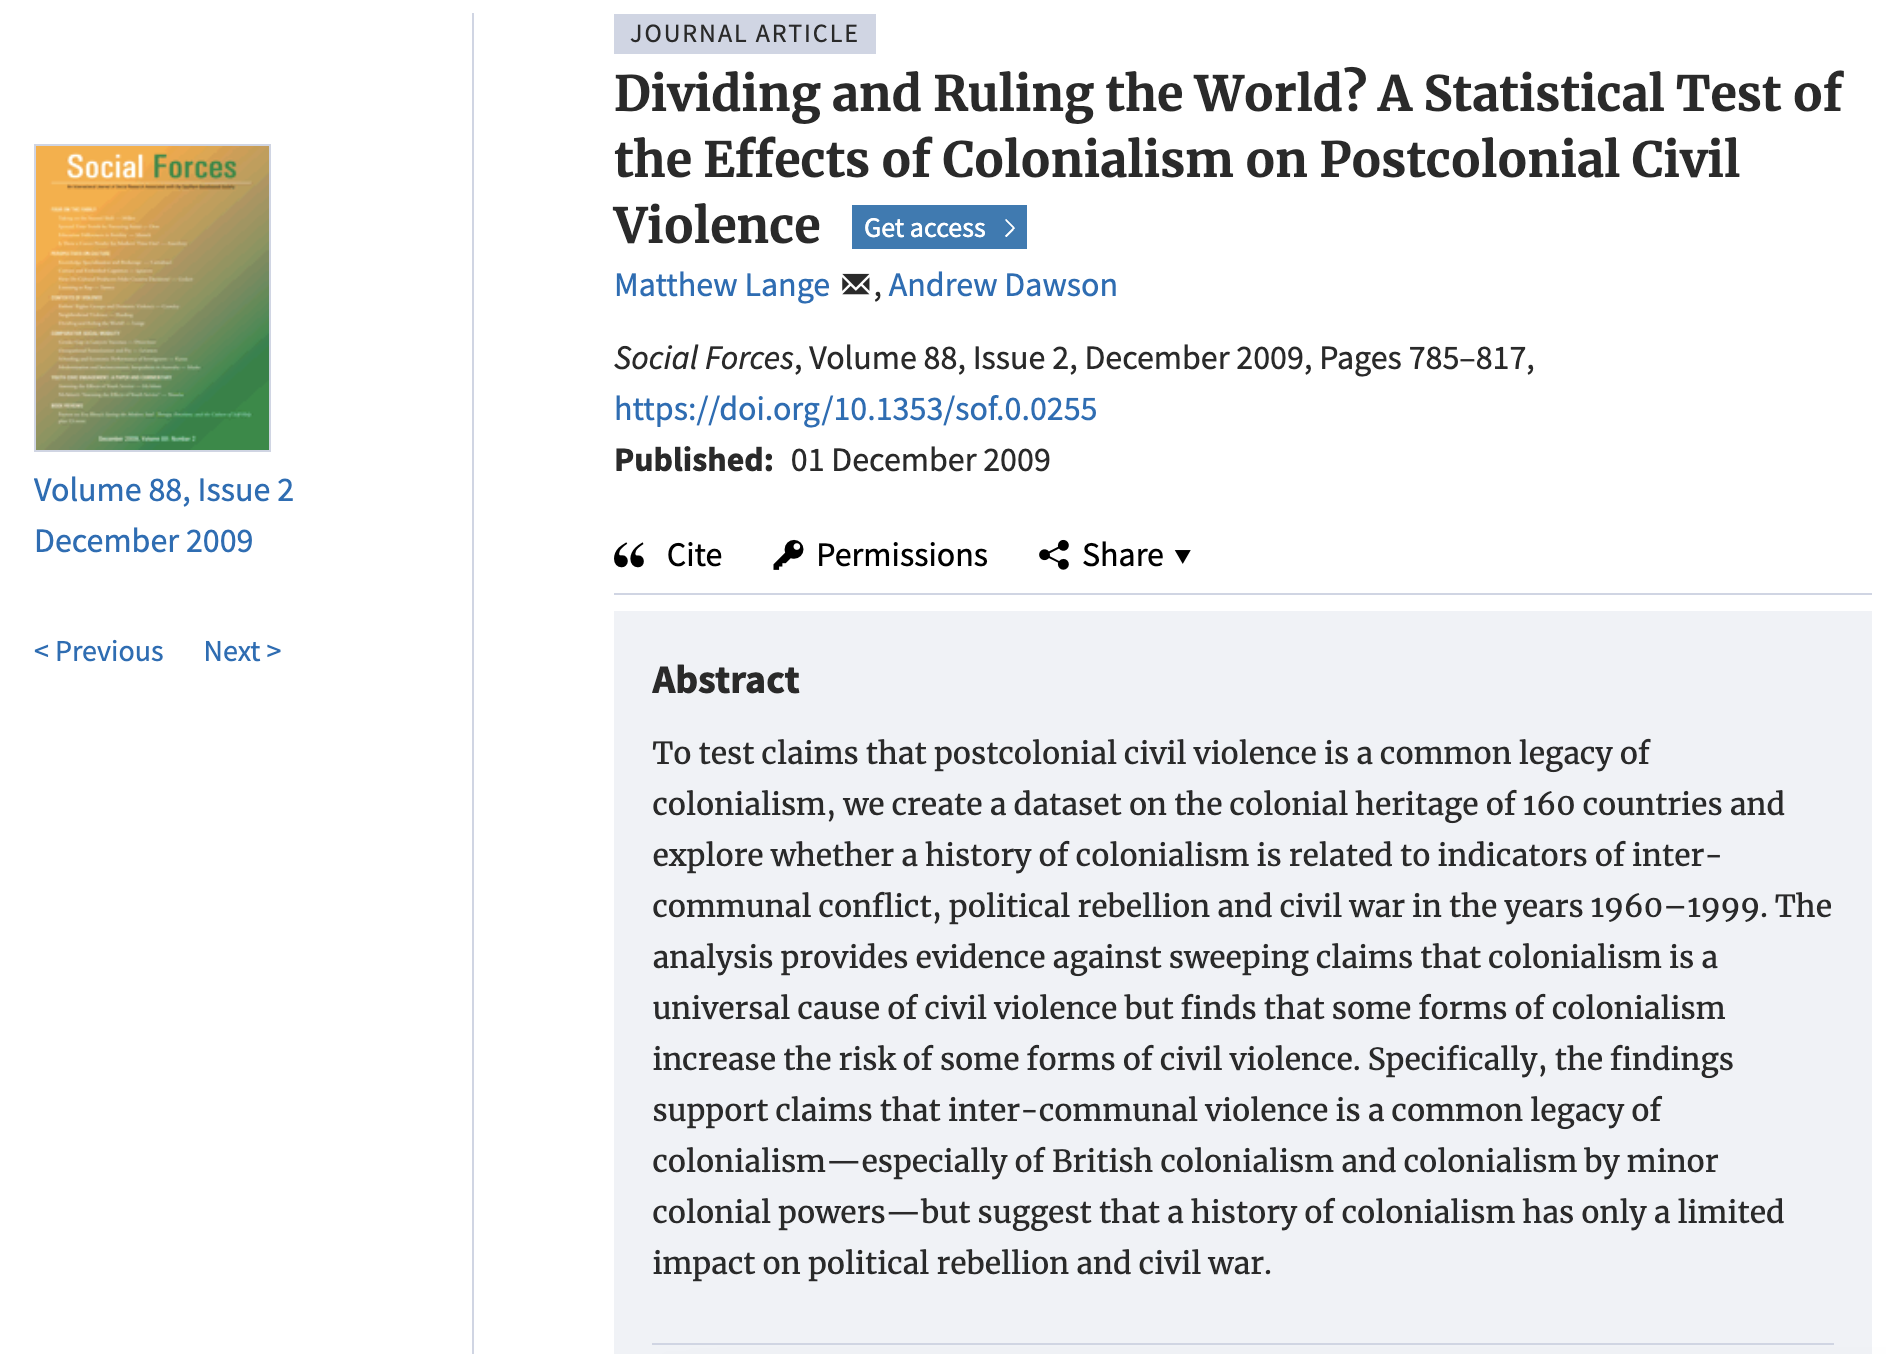 JOURNAL ARTICLE
Dividing and Ruling the World? A Statistical Test of
the Effects of Colonialism on Postcolonial Civil
Violence Get access >
Matthew Lange , Andrew Dawson
Social Forces, Volume 88, Issue 2, December 2009, Pages 785–817,
https://doi.org/10.1353/sof.0.0255
Published: 01 December 2009
Cite Permissions Share
Social Forces
December 2009, Volume 88 Number 2
Volume 88, Issue 2
December 2009
< Previous Next >
Abstract
To test claims that postcolonial civil violence is a common legacy of
colonialism, we create a dataset on the colonial heritage of 160 countries and
explore whether a history of colonialism is related to indicators of inter-
communal conflict, political rebellion and civil war in the years 1960–1999. The
analysis provides evidence against sweeping claims that colonialism is a
universal cause of civil violence but finds that some forms of colonialism
increase the risk of some forms of civil violence. Specifically, the findings
support claims that inter-communal violence is a common legacy of
colonialism—especially of British colonialism and colonialism by minor
colonial powers—but suggest that a history of colonialism has only a limited
impact on political rebellion and civil war.